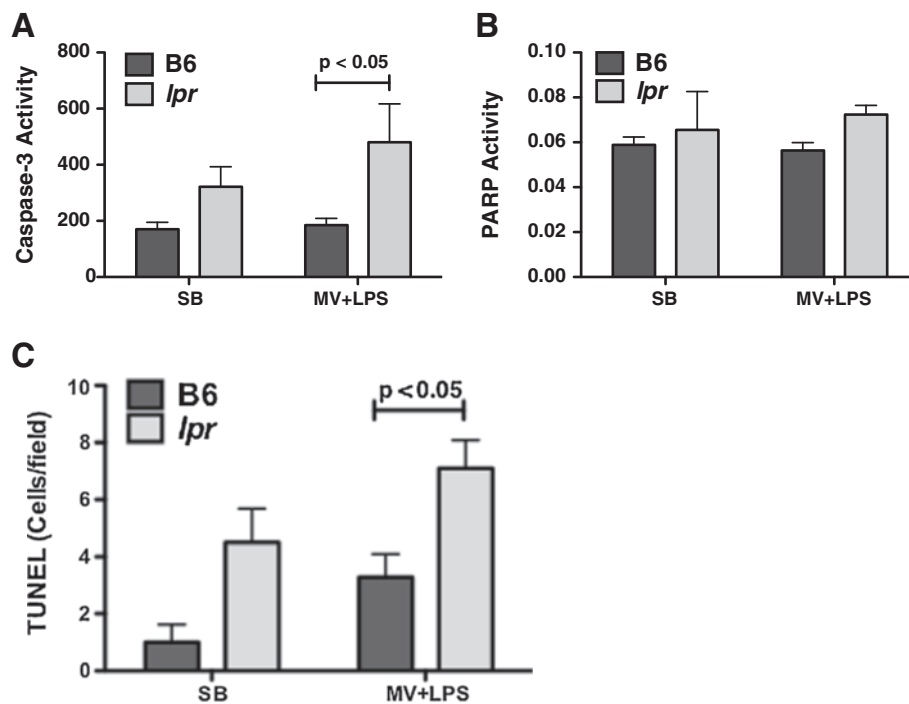 A
B6
lpr
p < 0.05
Caspase-3 Activity
800
600
400
200
0
SB
MV+LPS
B
B6
lpr
PARP Activity
0.10
0.08
0.06
0.04
0.02
0.00
SB
MV+LPS
C
B6
lpr
p < 0.05
TUNEL (Cells/field)
10
8
6
4
2
0
SB
MV+LPS